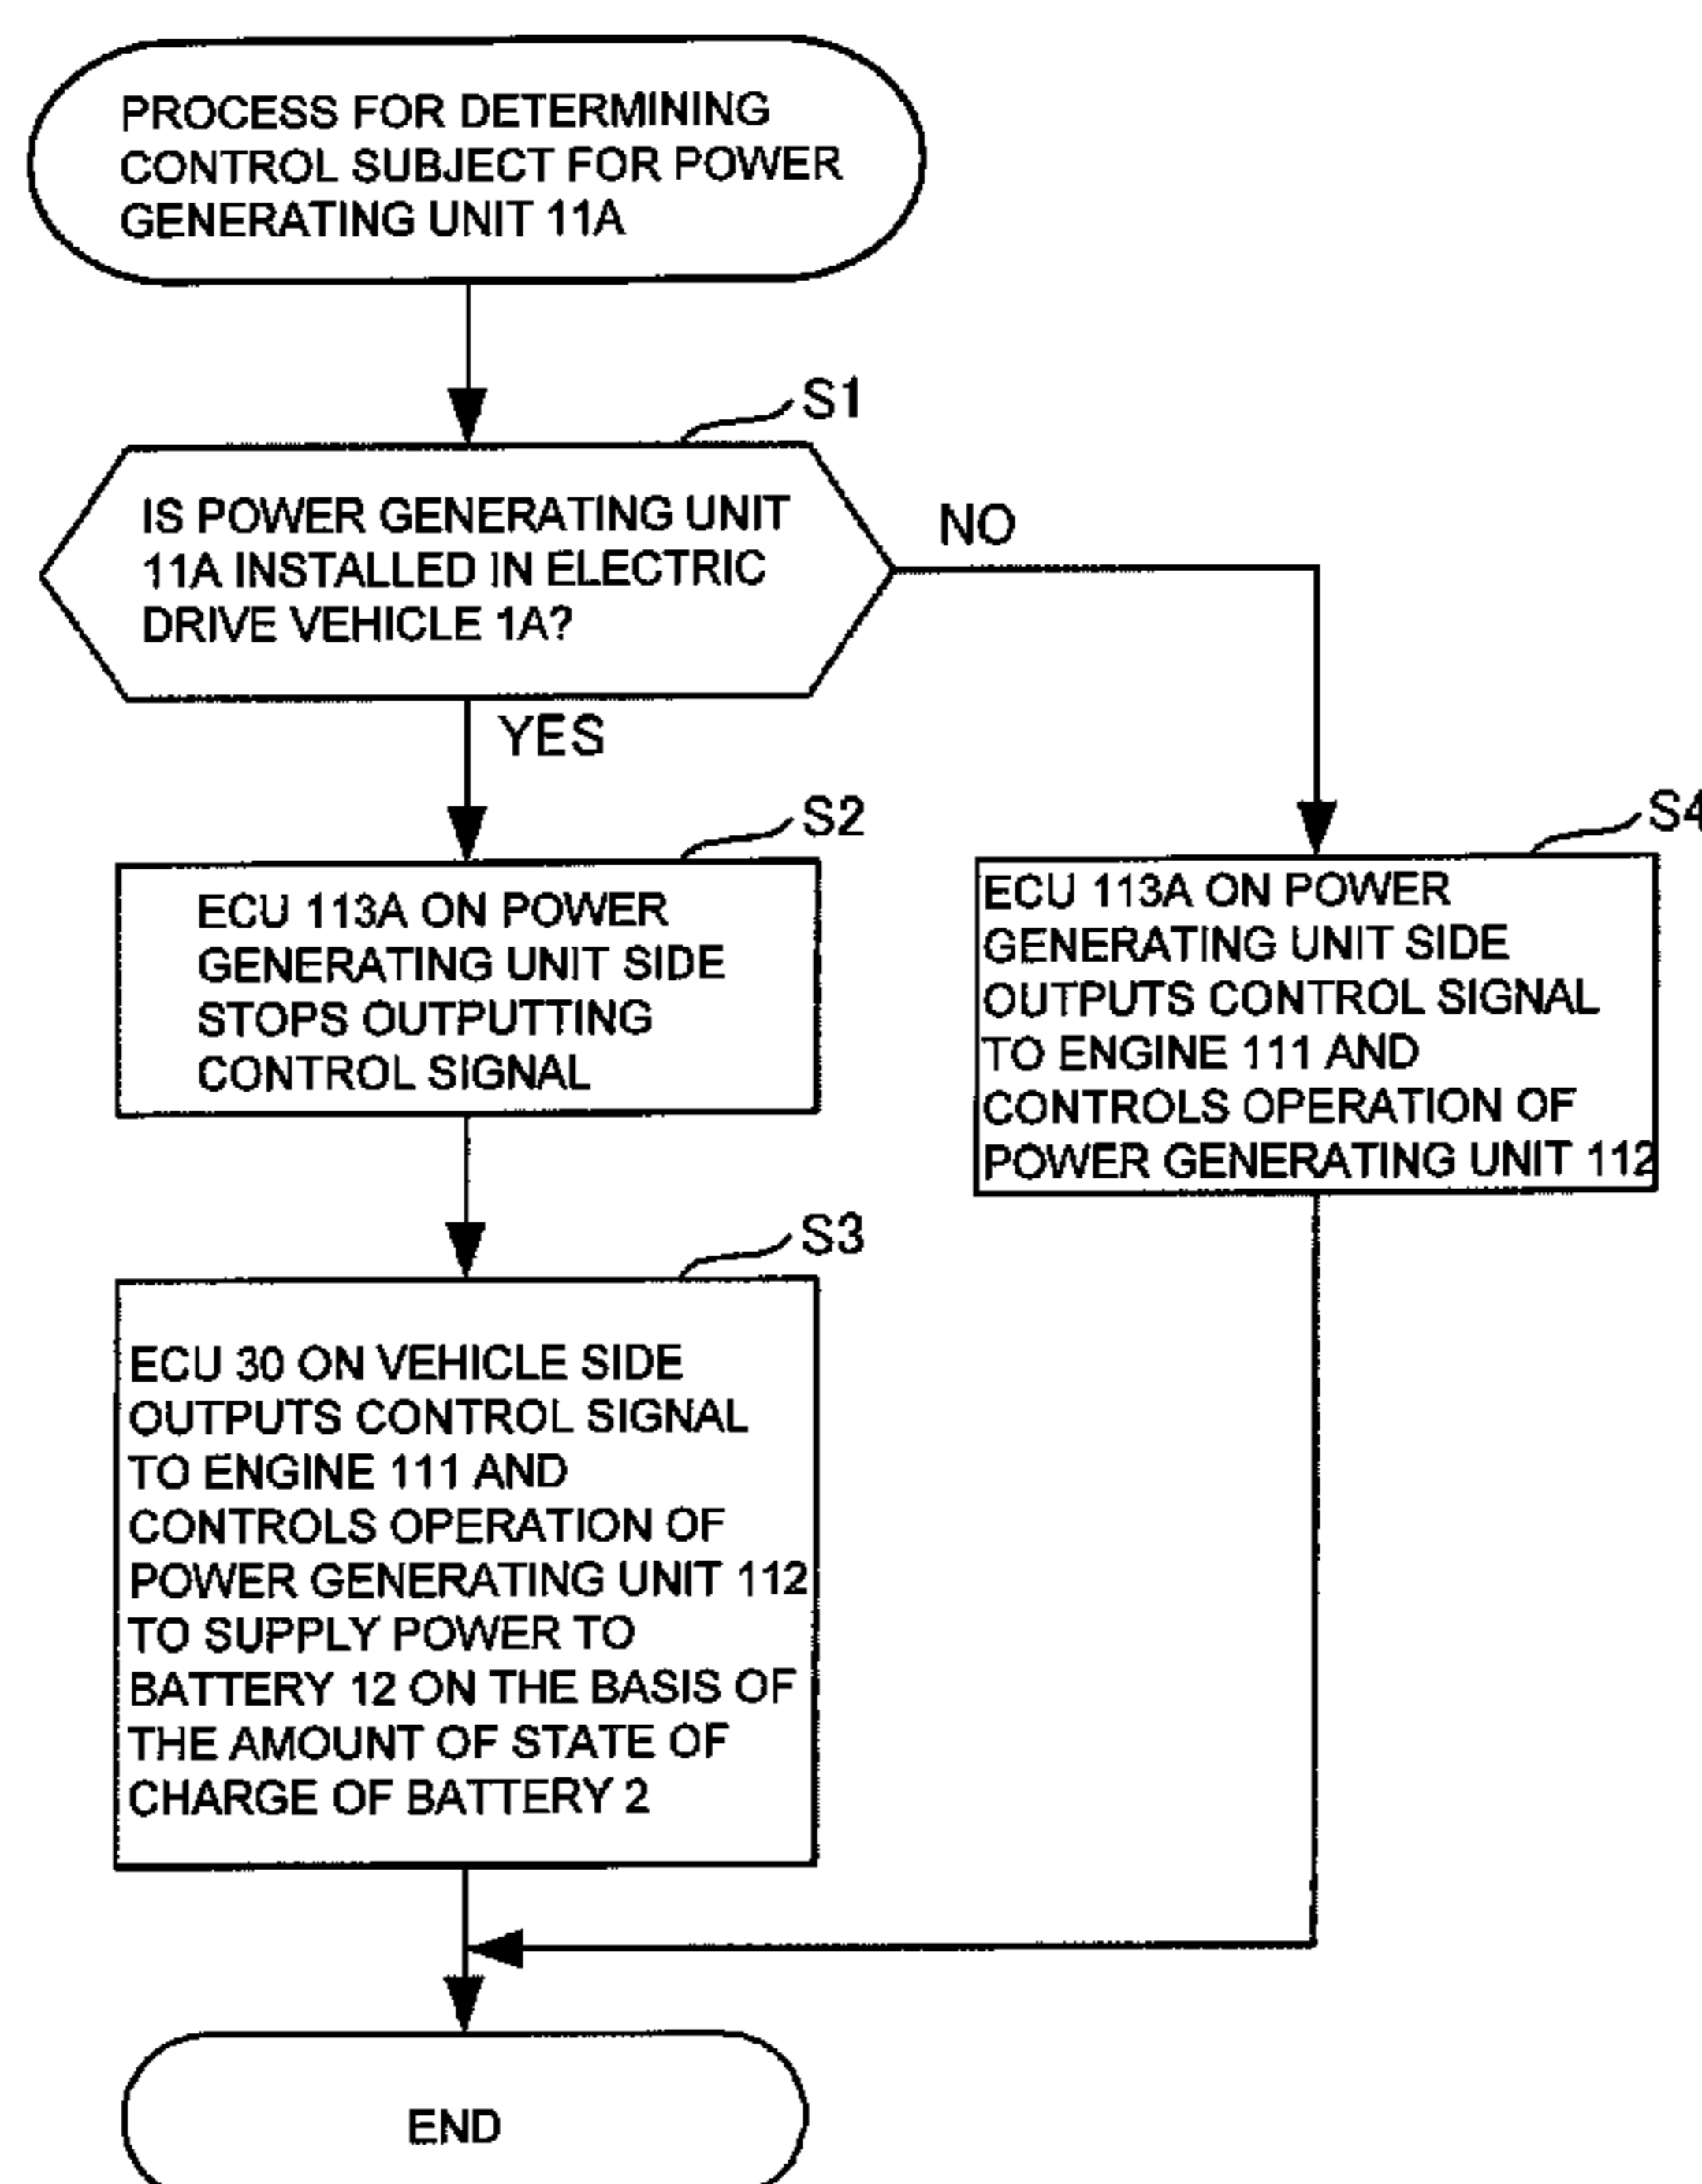 PROCESS FOR DETERMINING
CONTROL SUBJECT FOR POWER
GENERATING UNIT 11A
S1
IS POWER GENERATING UNIT
11A INSTALLED IN ELECTRIC
DRIVE VEHICLE 1A?
NO
YES
S2
ECU 113A ON POWER
GENERATING UNIT SIDE
STOPS OUTPUTTING
CONTROL SIGNAL
S4
ECU 113A ON POWER
GENERATING UNIT SIDE
OUTPUTS CONTROL SIGNAL
TO ENGINE 111 AND
CONTROLS OPERATION OF
POWER GENERATING UNIT 112
S3
ECU 30 ON VEHICLE SIDE
OUTPUTS CONTROL SIGNAL
TO ENGINE 111 AND
CONTROLS OPERATION OF
POWER GENERATING UNIT 112
TO SUPPLY POWER TO
BATTERY 12 ON THE BASIS OF
THE AMOUNT OF STATE OF
CHARGE OF BATTERY 2
END